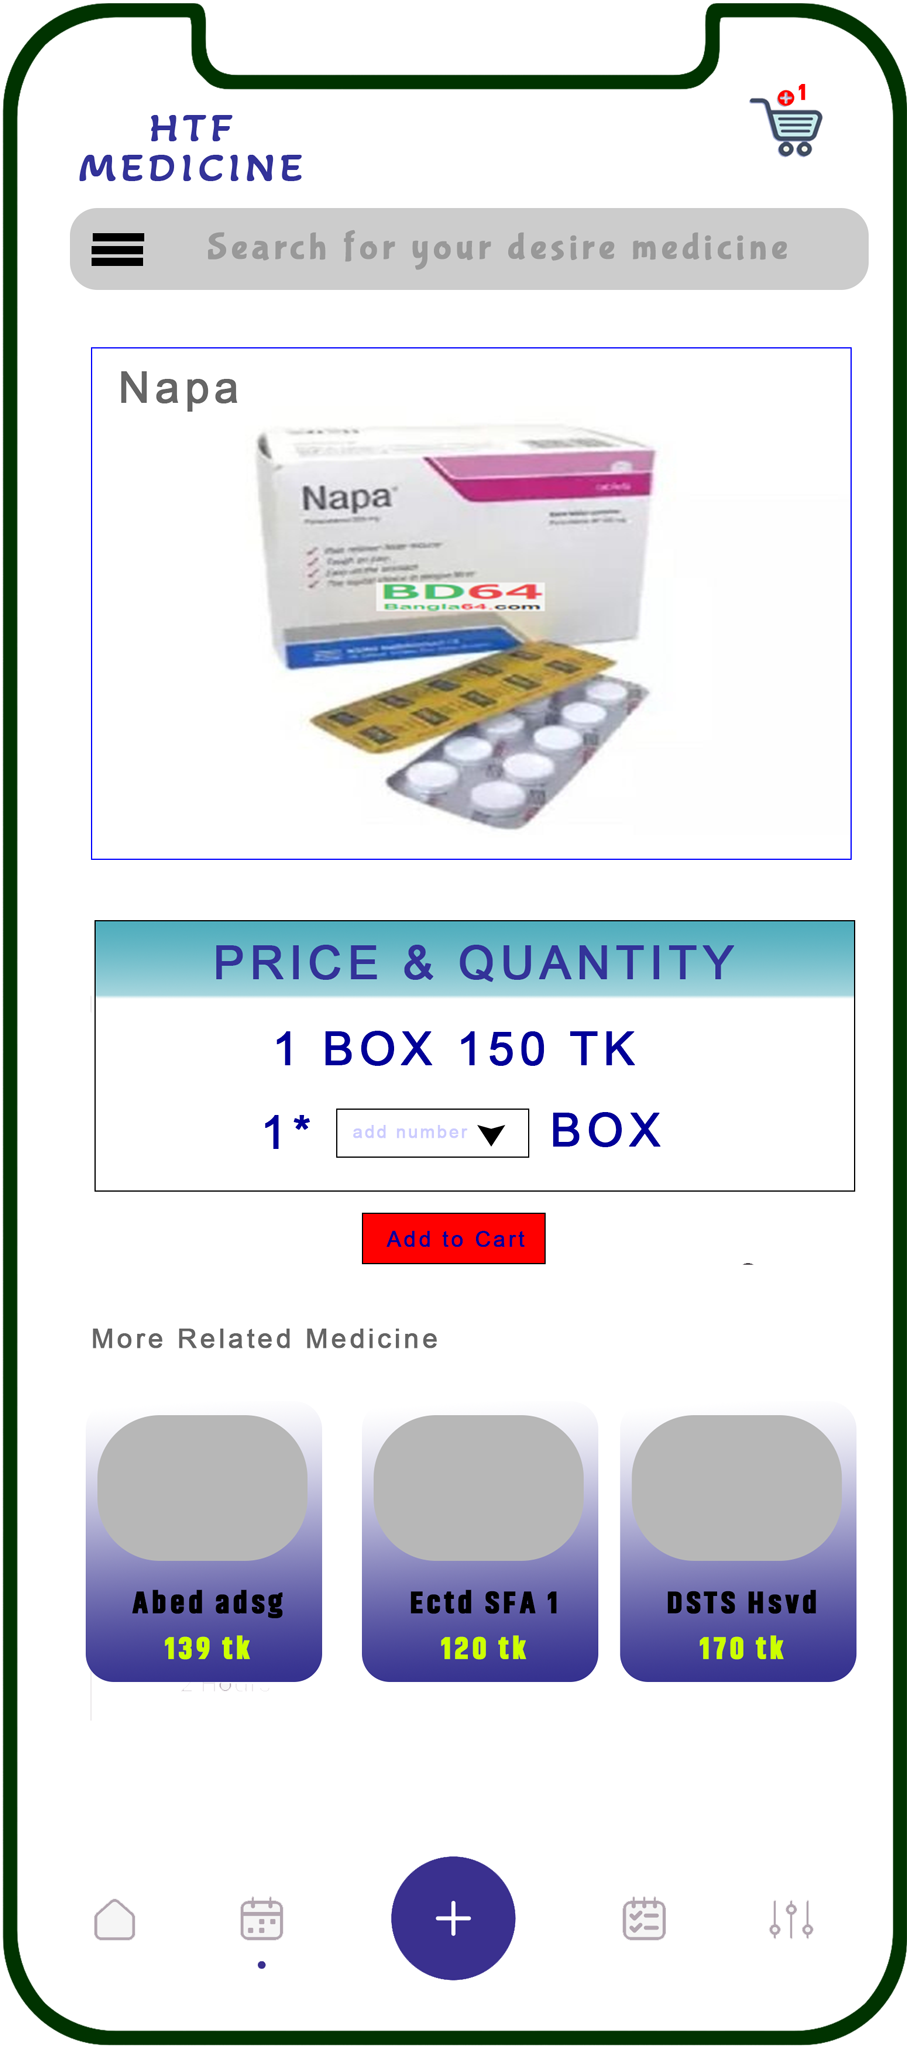 HTF
MEDICINE
1
Search for your desire medicine
Napa
Napa
BD64
Bangla64.com
PRICE & QUANTITY
1 BOX 150 TK
1* add number BOX
Add to Cart
More Related Medicine
Abed adsg
Ectd SFA 1
DSTS Hsvd
139 tk
120 tk
170 tk
2 Hours